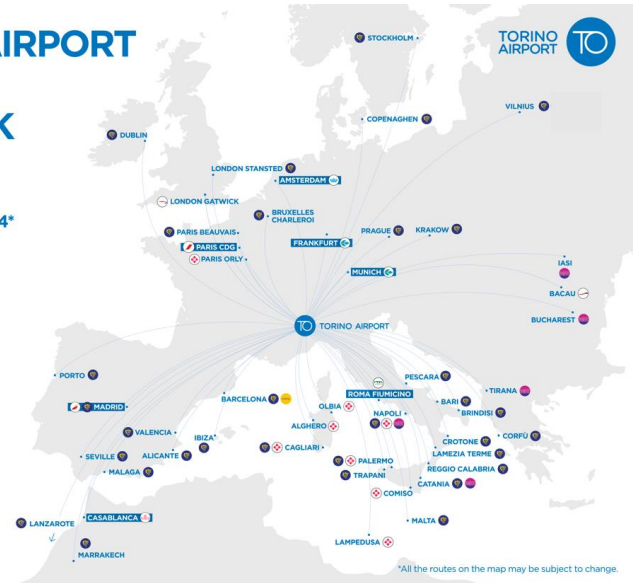 AIRPORT
TORINO
AIRPORT
TO
K
4*
STOCKHOLM
VILNIUS
COPENAGHEN
DUBLIN
LONDON STANSTED
AMSTERDAM
LONDON GATWICK
BRUXELLES
CHARLEROI
PARIS BEAUVAIS
PRAGUE
KRAKOW
FRANKFURT
PARIS CDG
PARIS ORLY
MUNICH
IASI
BACAU
BUCHAREST
TO TORINO AIRPORT
PORTO
PESCARA
TIRANA
BARCELONA
ROMA FIUMICINO
MADRID
OLBIA
BARI
NAPOLI
BRINDISI
ALGHERO
VALENCIA
IBIZA
CORFÙ
CROTONE
CAGLIARI
LAMEZIA TERME
SEVILLE
ALICANTE
PALERMO
REGGIO CALABRIA
MALAGA
TRAPANI
CATANIA
COMISO
LANZAROTE
CASABLANCA
MALTA
MARRAKECH
LAMPEDUSA
*All the routes on the map may be subject to change.